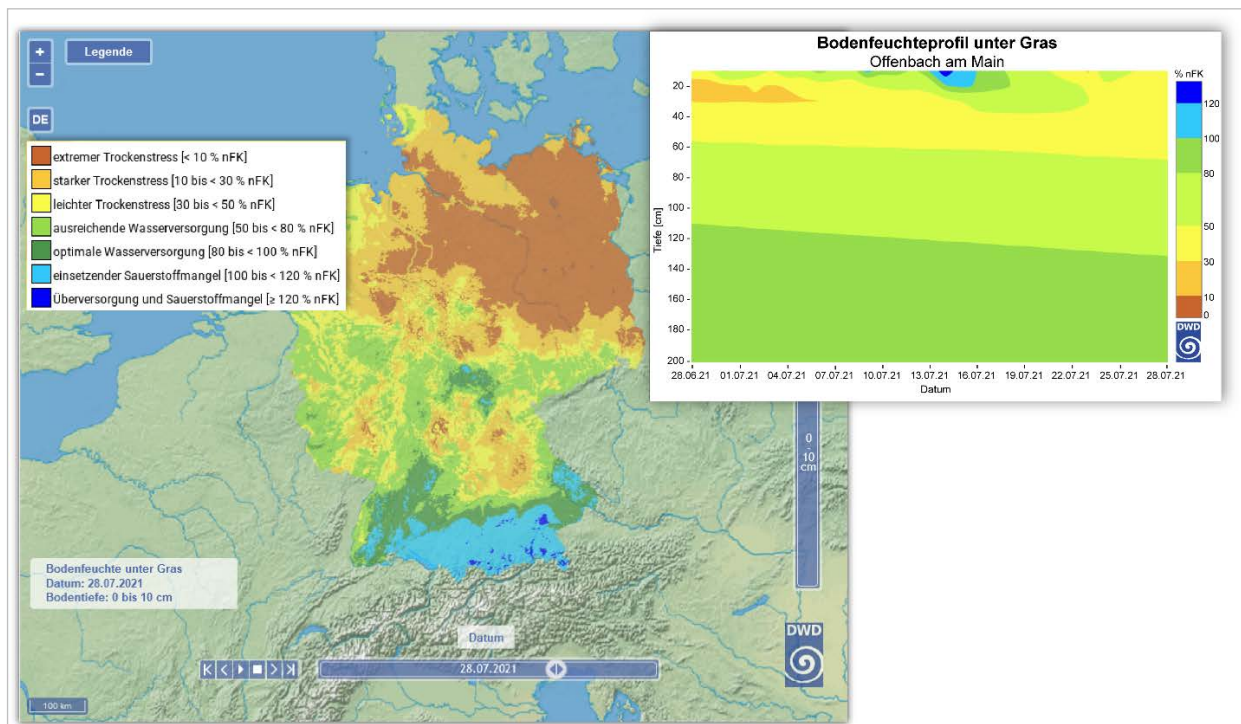 +
−
Legende
DE
extremer Trockenstress [< 10 % nFK]
starker Trockenstress [10 bis < 30 % nFK]
leichter Trockenstress [30 bis < 50 % nFK]
ausreichende Wasserversorgung [50 bis < 80 % nFK]
optimale Wasserversorgung [80 bis < 100 % nFK]
einsetzender Sauerstoffmangel [100 bis < 120 % nFK]
Überversorgung und Sauerstoffmangel [≥ 120 % nFK]
Bodenfeuchte unter Gras
Datum: 28.07.2021
Bodentiefe: 0 bis 10 cm
Datum
28.07.2021
100 km
0
-
10
cm
DWD
Bodenfeuchteprofil unter Gras
Offenbach am Main
% nFK
120
100
80
50
30
10
0
DWD
Tiefe [cm]
20
40
60
80
100
120
140
160
180
200
28.06.21 01.07.21 04.07.21 07.07.21 10.07.21 13.07.21 16.07.21 19.07.21 22.07.21 25.07.21 28.07.21
Datum